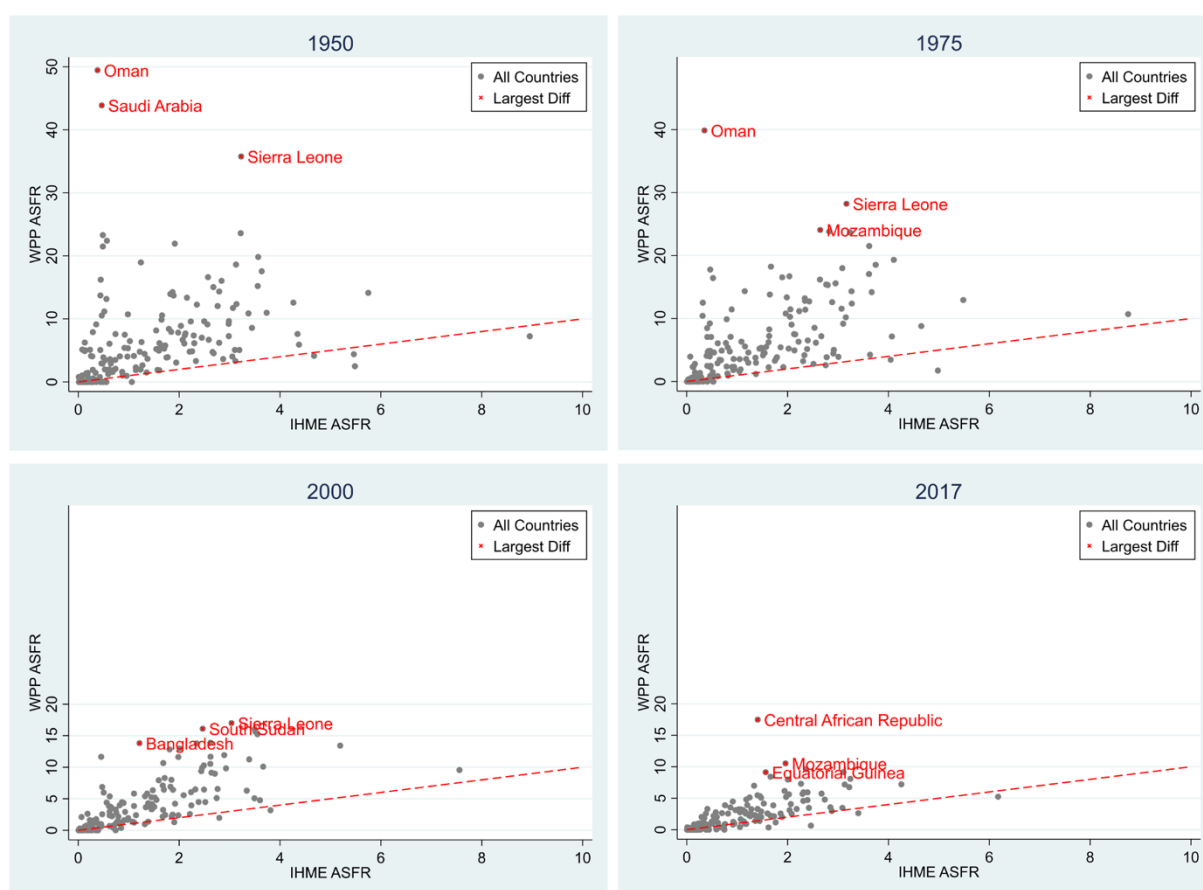 1950
50
40
30
20
10
0
WPP ASFR
Oman
Saudi Arabia
Sierra Leone
All Countries
Largest Diff
0 2 4 6 8 10
IHME ASFR
1975
40
30
20
10
0
WPP ASFR
Oman
Sierra Leone
Mozambique
All Countries
Largest Diff
0 2 4 6 8 10
IHME ASFR
2000
20
15
10
5
0
WPP ASFR
Sierra Leone
South Sudan
Bangladesh
All Countries
Largest Diff
0 2 4 6 8 10
IHME ASFR
2017
20
15
10
5
0
WPP ASFR
Central African Republic
Mozambique
Equatorial Guinea
All Countries
Largest Diff
0 2 4 6 8 10
IHME ASFR